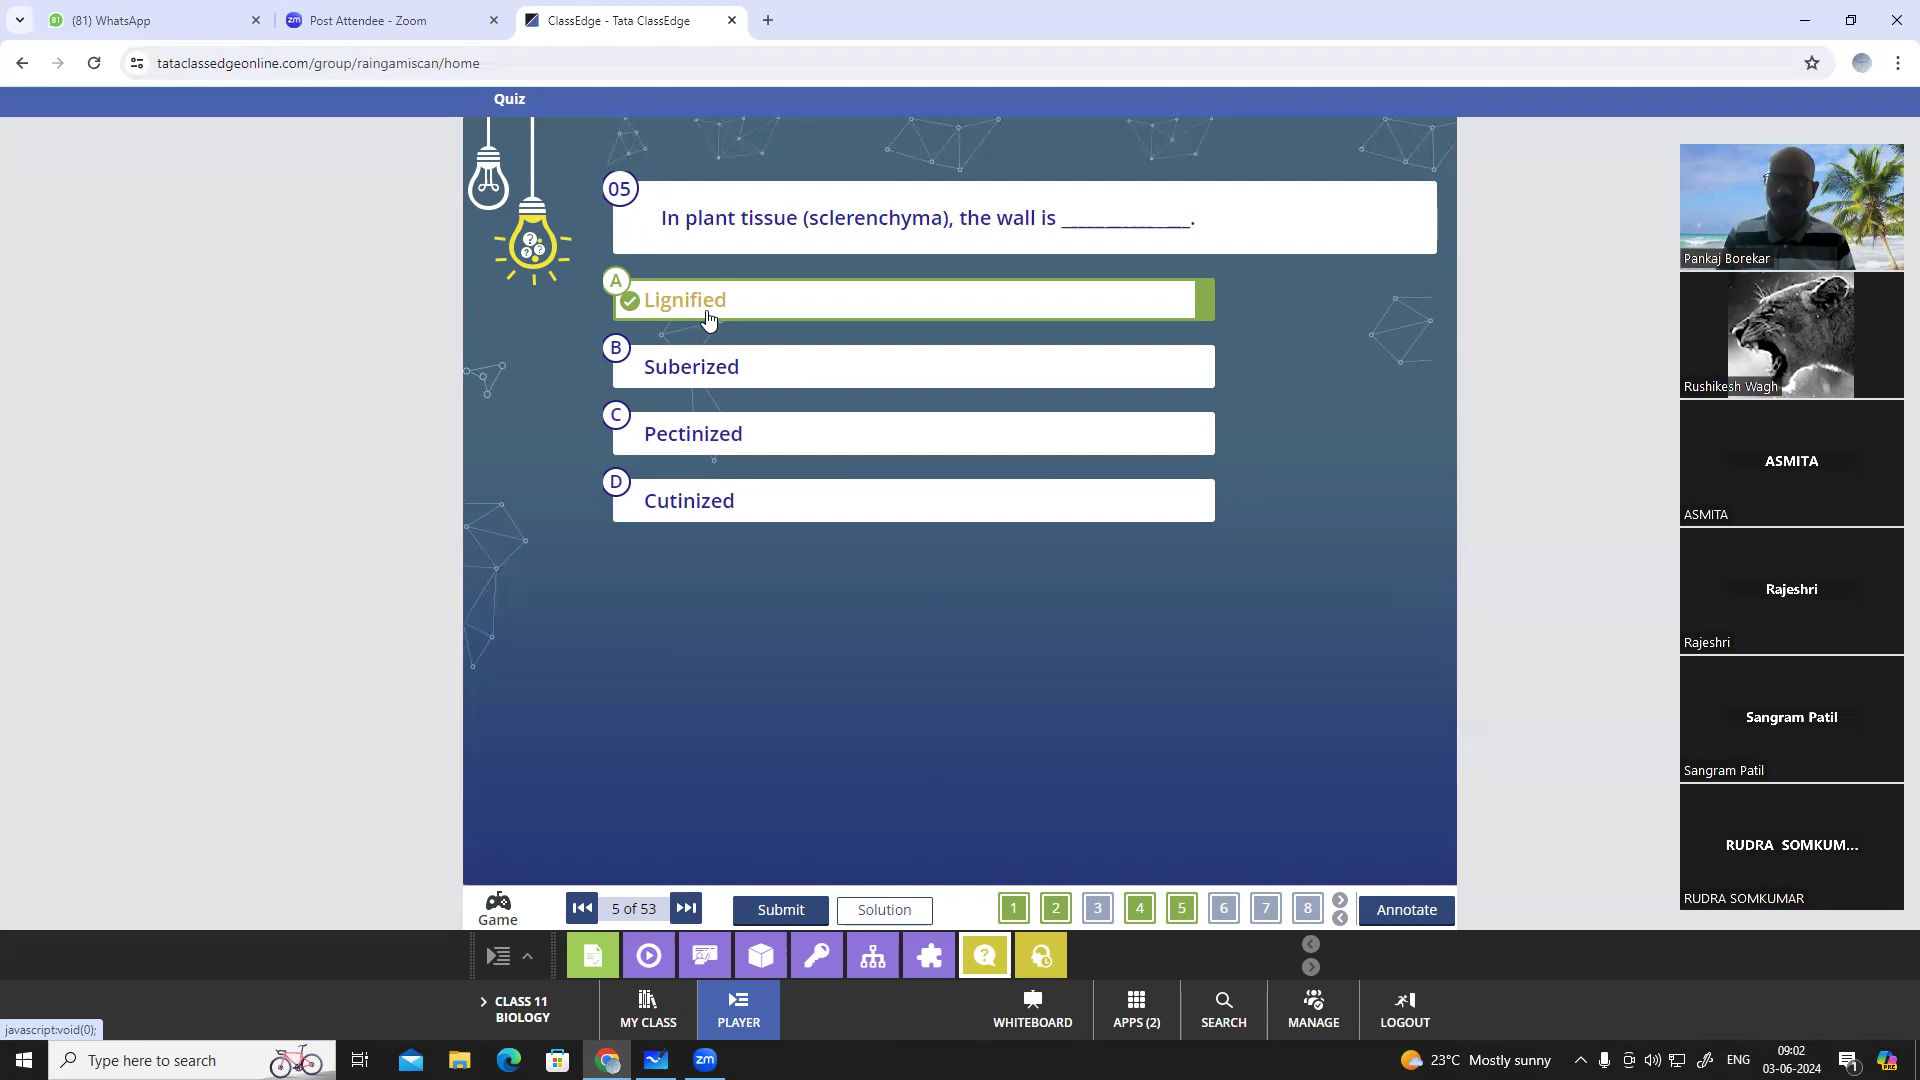 (81) WhatsApp
Post Attendee - Zoom
ClassEdge - Tata ClassEdge
tataclassedgeonline.com/group/raingamiscan/home
Quiz
05
In plant tissue (sclerenchyma), the wall is _______________.
A
Lignified
B
Suberized
C
Pectinized
D
Cutinized
Pankaj Borekar
Rushikesh Wagh
ASMITA
ASMITA
Rajeshri
Rajeshri
Sangram Patil
Sangram Patil
RUDRA SOMKUM...
RUDRA SOMKUMAR
Game
5 of 53
Submit
Solution
1 2 3 4 5 6 7 8
Annotate
CLASS 11
BIOLOGY
MY CLASS
PLAYER
WHITEBOARD
APPS (2)
SEARCH
MANAGE
LOGOUT
javascript:void(0);
Type here to search
23°C Mostly sunny
ENG
09:02
03-06-2024